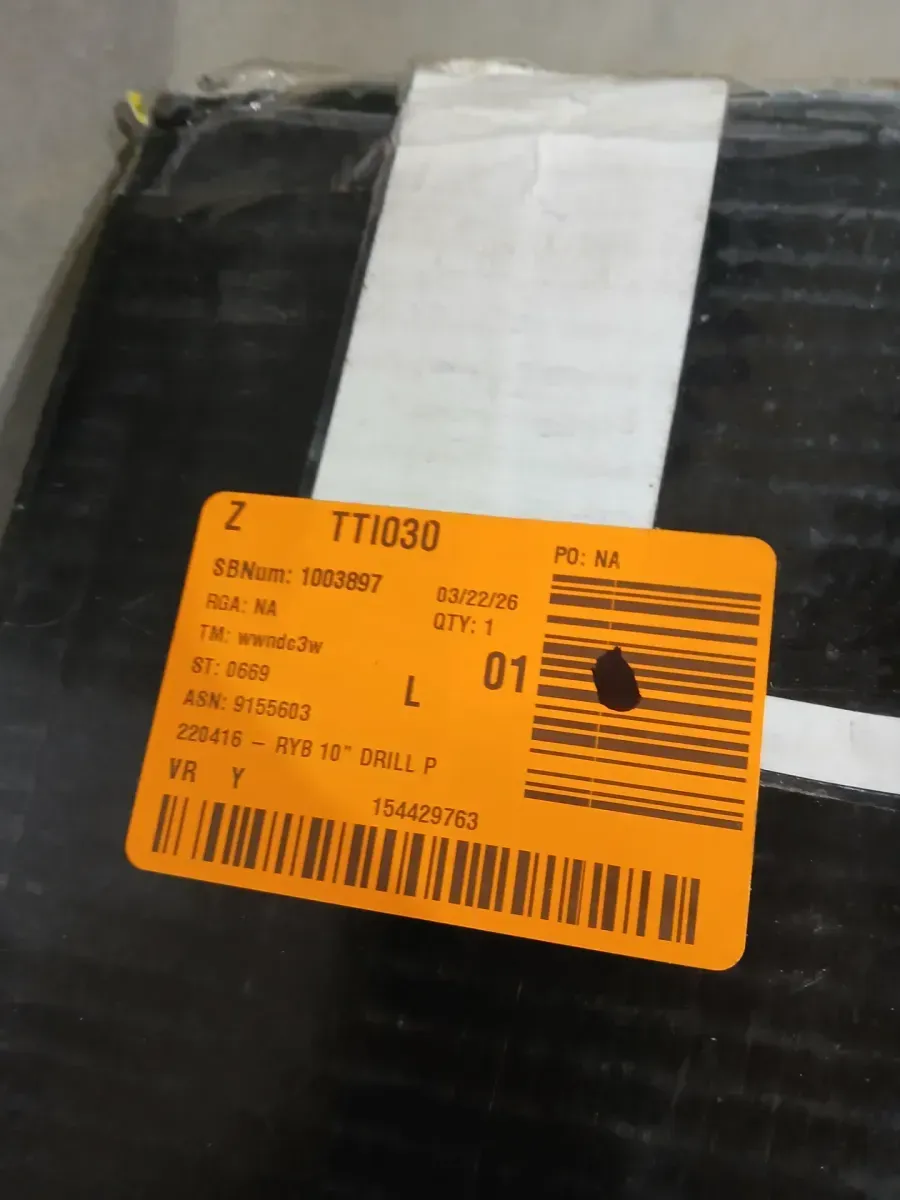 Z TTI030
PO: NA
SBNum: 1003897
03/22/26
RGA: NA
QTY: 1
TM: wwndc3w
ST: 0669
L 01
ASN: 9155603
220416 – RYB 10" DRILL P
VR Y
154429763